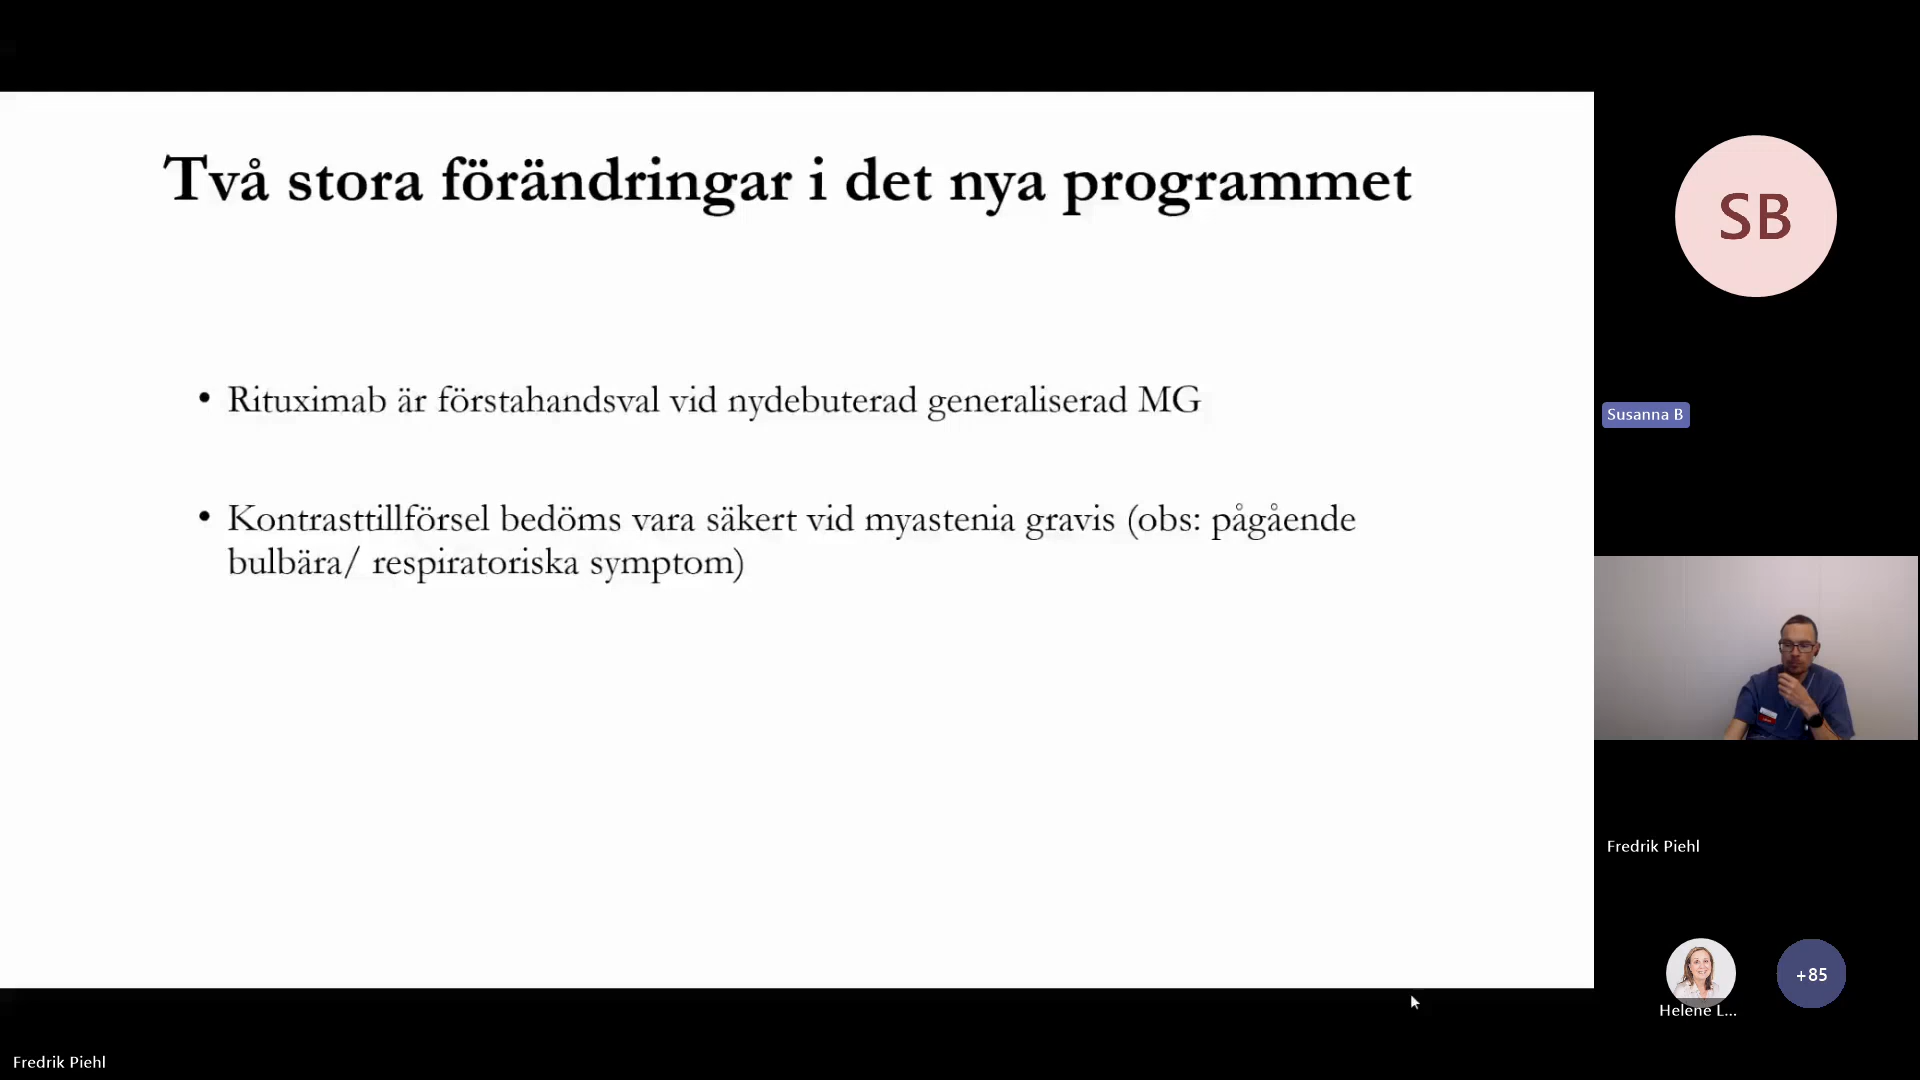 Två stora förändringar i det nya programmet
• Rituximab är förstahandsval vid nydebuterad generaliserad MG
• Kontrasttillförsel bedöms vara säkert vid myastenia gravis (obs: pågående
bulbära/ respiratoriska symptom)
SB
Susanna B
Fredrik Piehl
+85
Helene L...
Fredrik Piehl